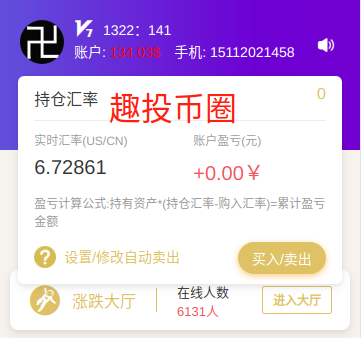 V7 1322：141
账户: 134.03$ 手机: 15112021458
持仓汇率 0
趣投币圈
实时汇率(US/CN) 账户盈亏(元)
6.72861 +0.00￥
盈亏计算公式:持有资产*(持仓汇率-购入汇率)=累计盈亏
金额
? 设置/修改自动卖出 买入/卖出
涨跌大厅 在线人数 进入大厅
6131人